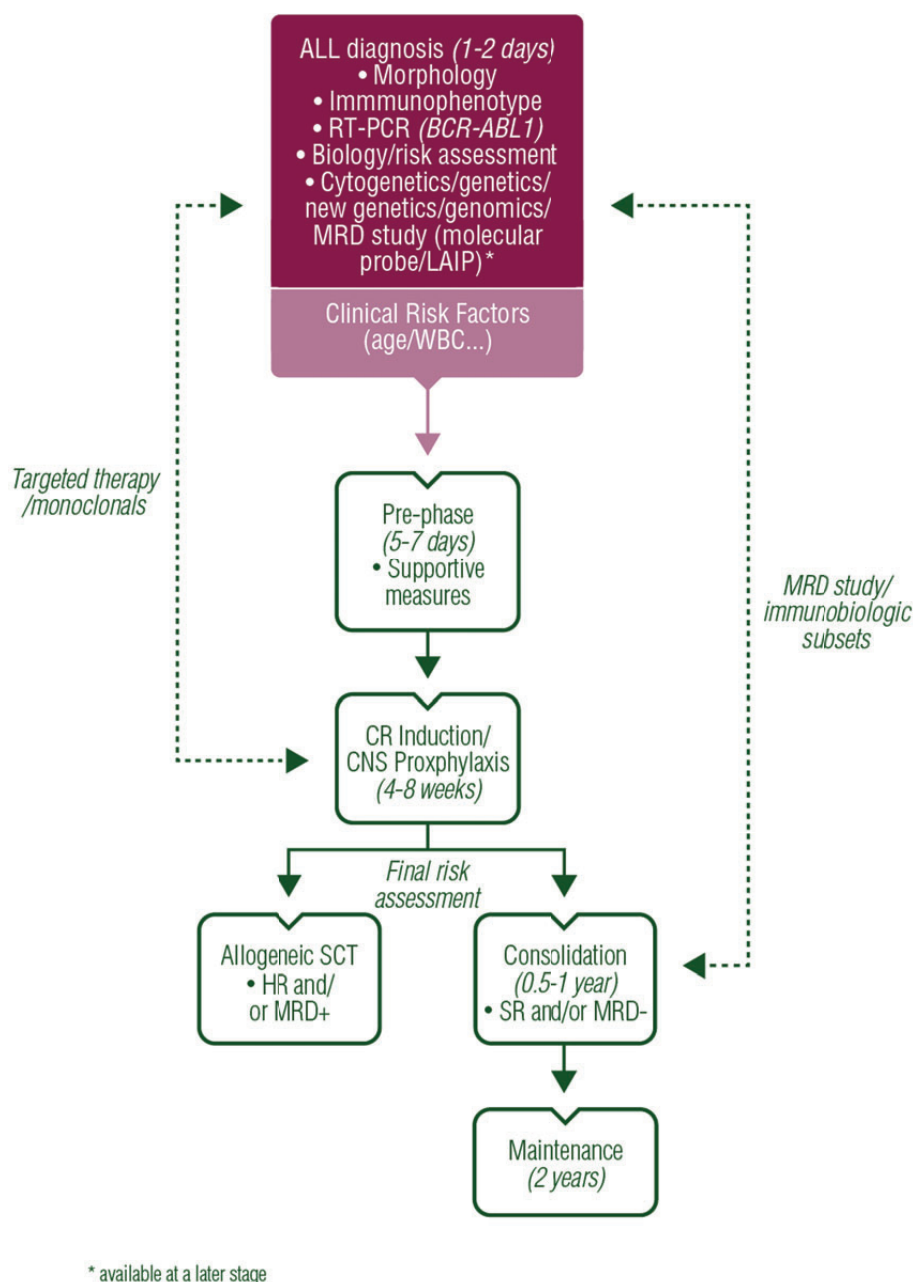 ALL diagnosis (1-2 days)
• Morphology
• Immmunophenotype
• RT-PCR (BCR-ABL1)
• Biology/risk assessment
• Cytogenetics/genetics/
new genetics/genomics/
MRD study (molecular
probe/LAIP)*
Clinical Risk Factors
(age/WBC...)
Targeted therapy
/monoclonals
Pre-phase
(5-7 days)
• Supportive
measures
MRD study/
immunobiologic
subsets
CR Induction/
CNS Proxphylaxis
(4-8 weeks)
Final risk
assessment
Allogeneic SCT
• HR and/
or MRD+
Consolidation
(0.5-1 year)
• SR and/or MRD-
Maintenance
(2 years)
* available at a later stage